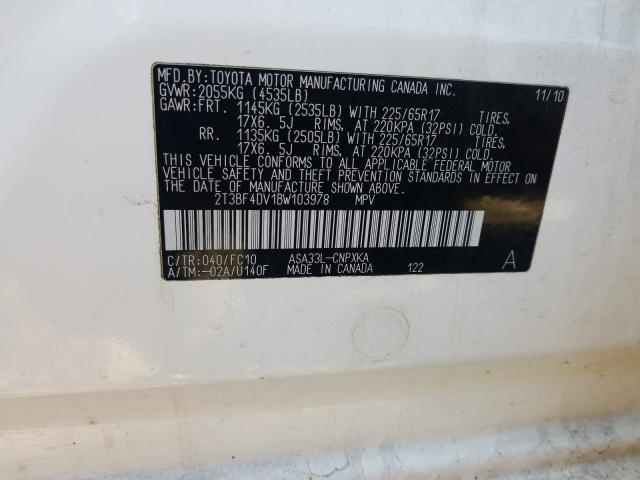 MFD.BY:TOYOTA MOTOR MANUFACTURING CANADA INC.
GVWR:2055KG (4535LB) 11/10
GAWR:FRT. 1145KG (2535LB) WITH 225/65R17 TIRES,
17X6.5J RIMS, AT 220KPA (32PSI) COLD.
RR. 1135KG (2505LB) WITH 225/65R17 TIRES,
17X6.5J RIMS, AT 220KPA (32PSI) COLD.
THIS VEHICLE CONFORMS TO ALL APPLICABLE FEDERAL MOTOR
VEHICLE SAFETY AND THEFT PREVENTION STANDARDS IN EFFECT ON
THE DATE OF MANUFACTURE SHOWN ABOVE.
2T3BF4DV1BW103978 MPV
C/TR:040/FC10 ASA33L-CNPXKA
A/TM:-02A/U140F MADE IN CANADA 122 A